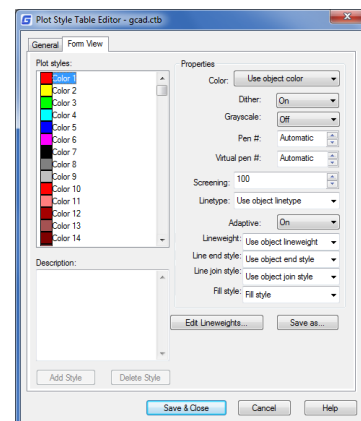 Plot Style Table Editor - gcad.ctb
General
Form View
Plot styles:
Color 1
Color 2
Color 3
Color 4
Color 5
Color 6
Color 7
Color 8
Color 9
Color 10
Color 11
Color 12
Color 13
Color 14
Description:
Add Style
Delete Style
Properties
Color: Use object color
Dither: On
Grayscale: Off
Pen #: Automatic
Virtual pen #: Automatic
Screening: 100
Linetype: Use object linetype
Adaptive: On
Lineweight: Use object lineweight
Line end style: Use object end style
Line join style: Use object join style
Fill style: Fill style
Edit Lineweights...
Save as...
Save & Close
Cancel
Help